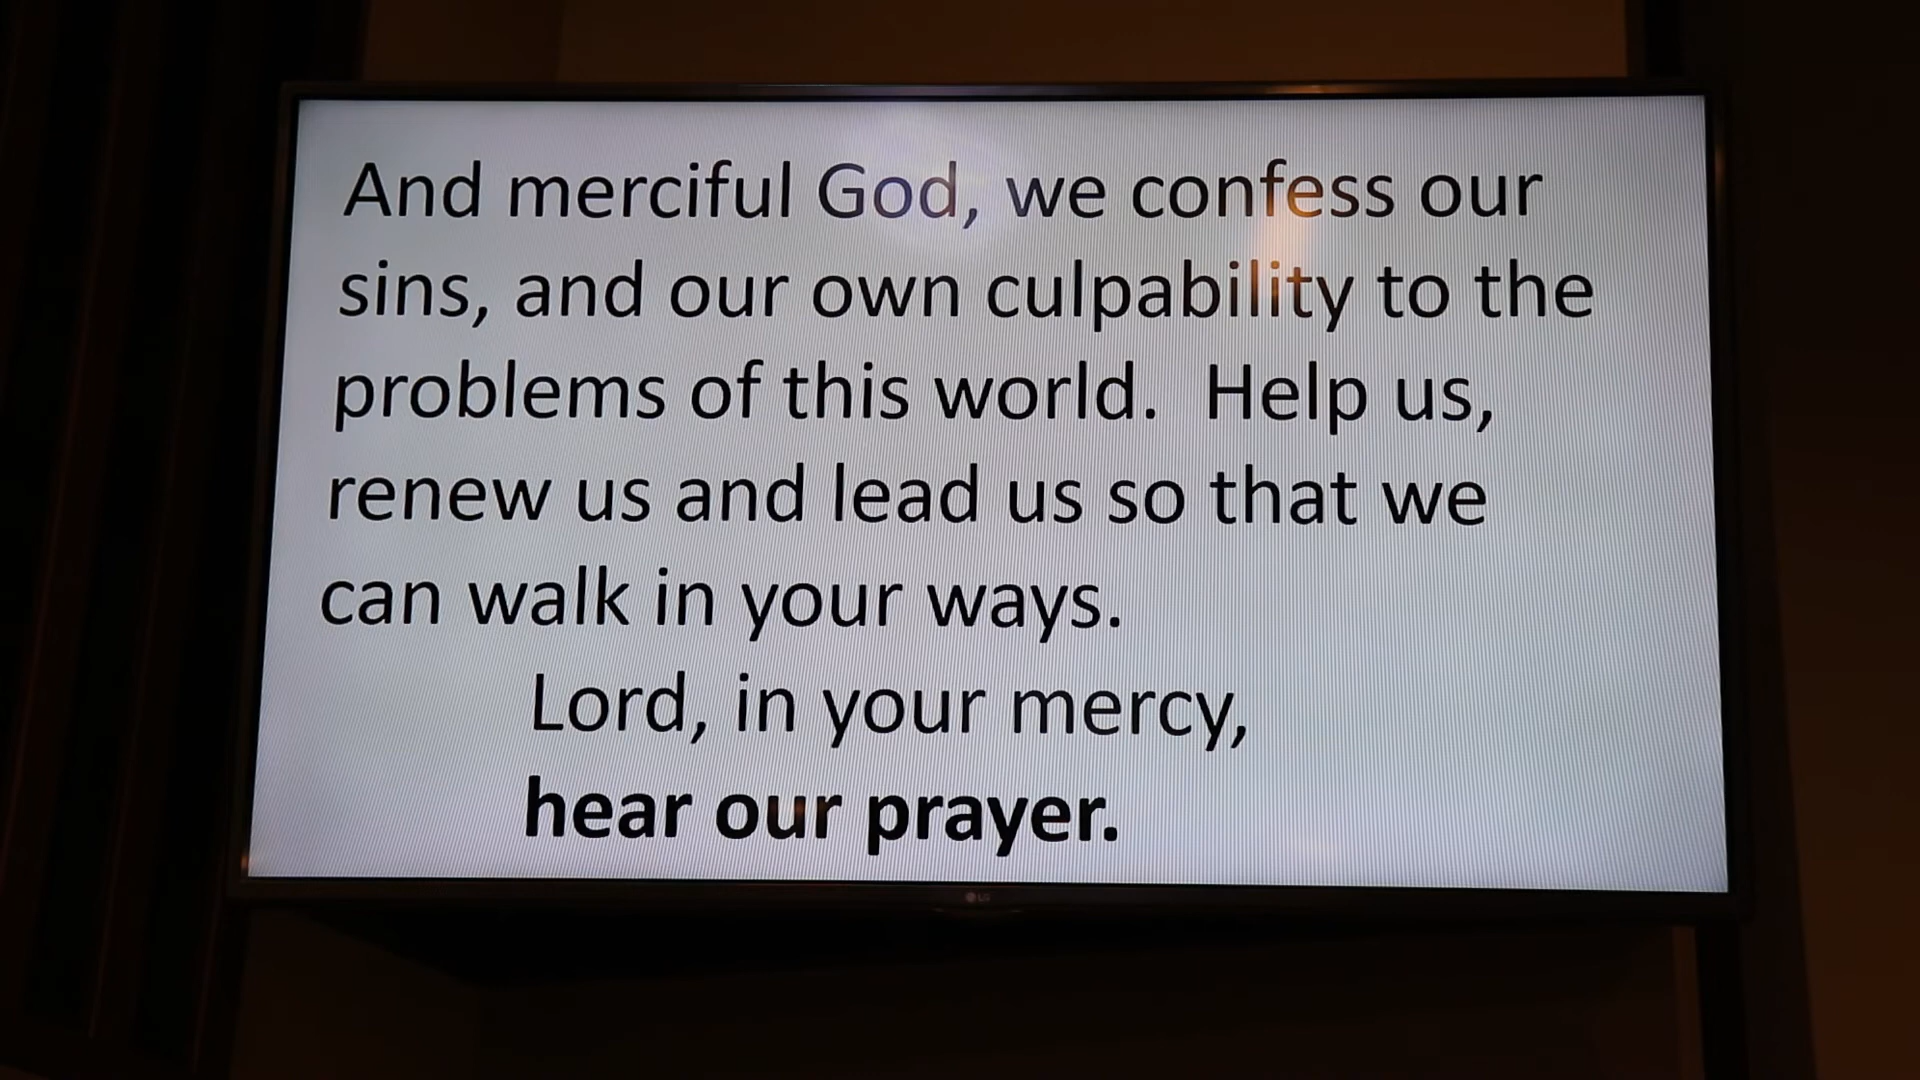 And merciful God, we confess our
sins, and our own culpability to the
problems of this world.  Help us,
renew us and lead us so that we
can walk in your ways.
Lord, in your mercy,
hear our prayer.
LG